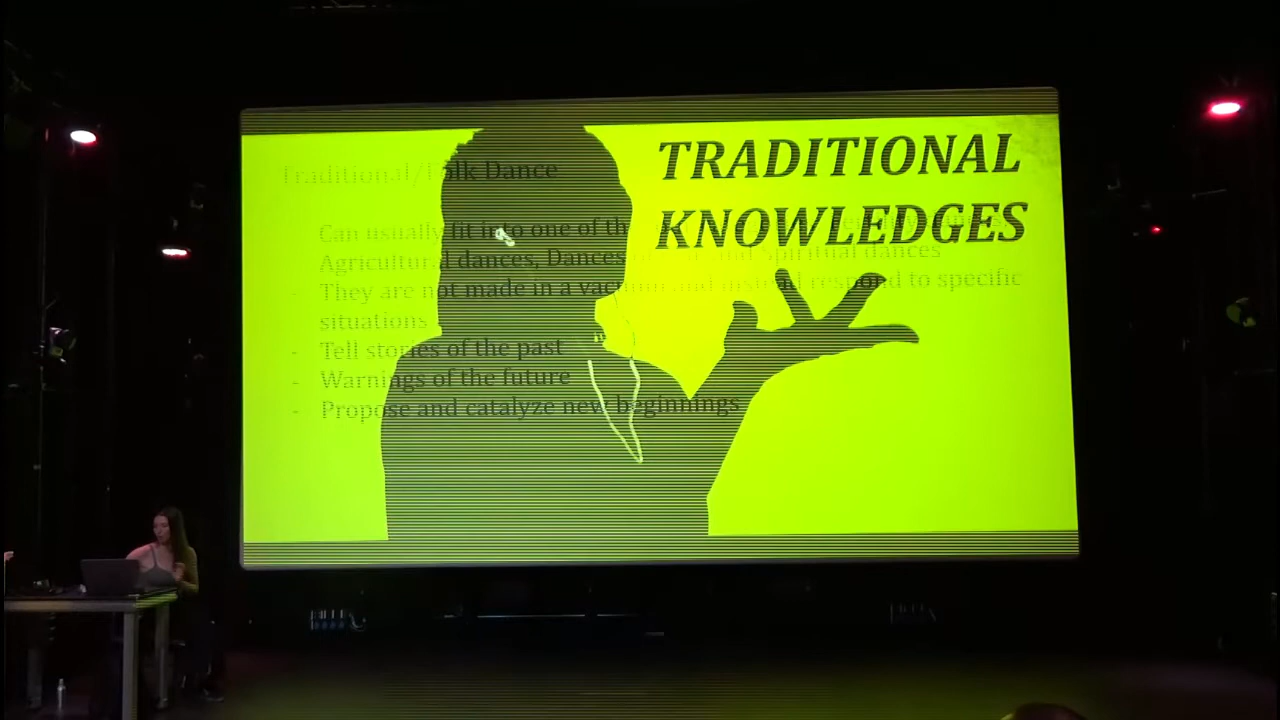 TRADITIONAL
KNOWLEDGES
Traditional/Folk Dance
Can usually fit into one of
Agricultural dances, Dances and Spiritual dances
- They are not made in a vacuum and instead respond to specific
situations
- Tell stories of the past
- Warnings of the future
- Propose and catalyze new beginnings